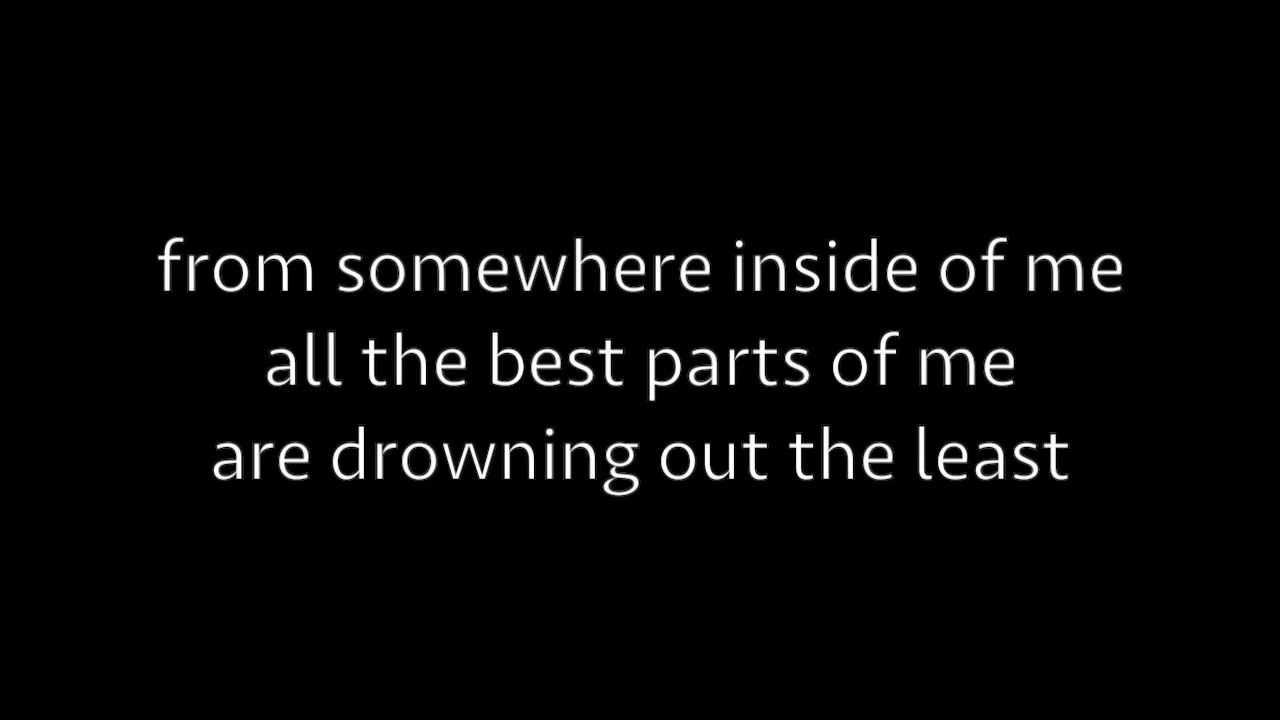 from somewhere inside of me
all the best parts of me
are drowning out the least